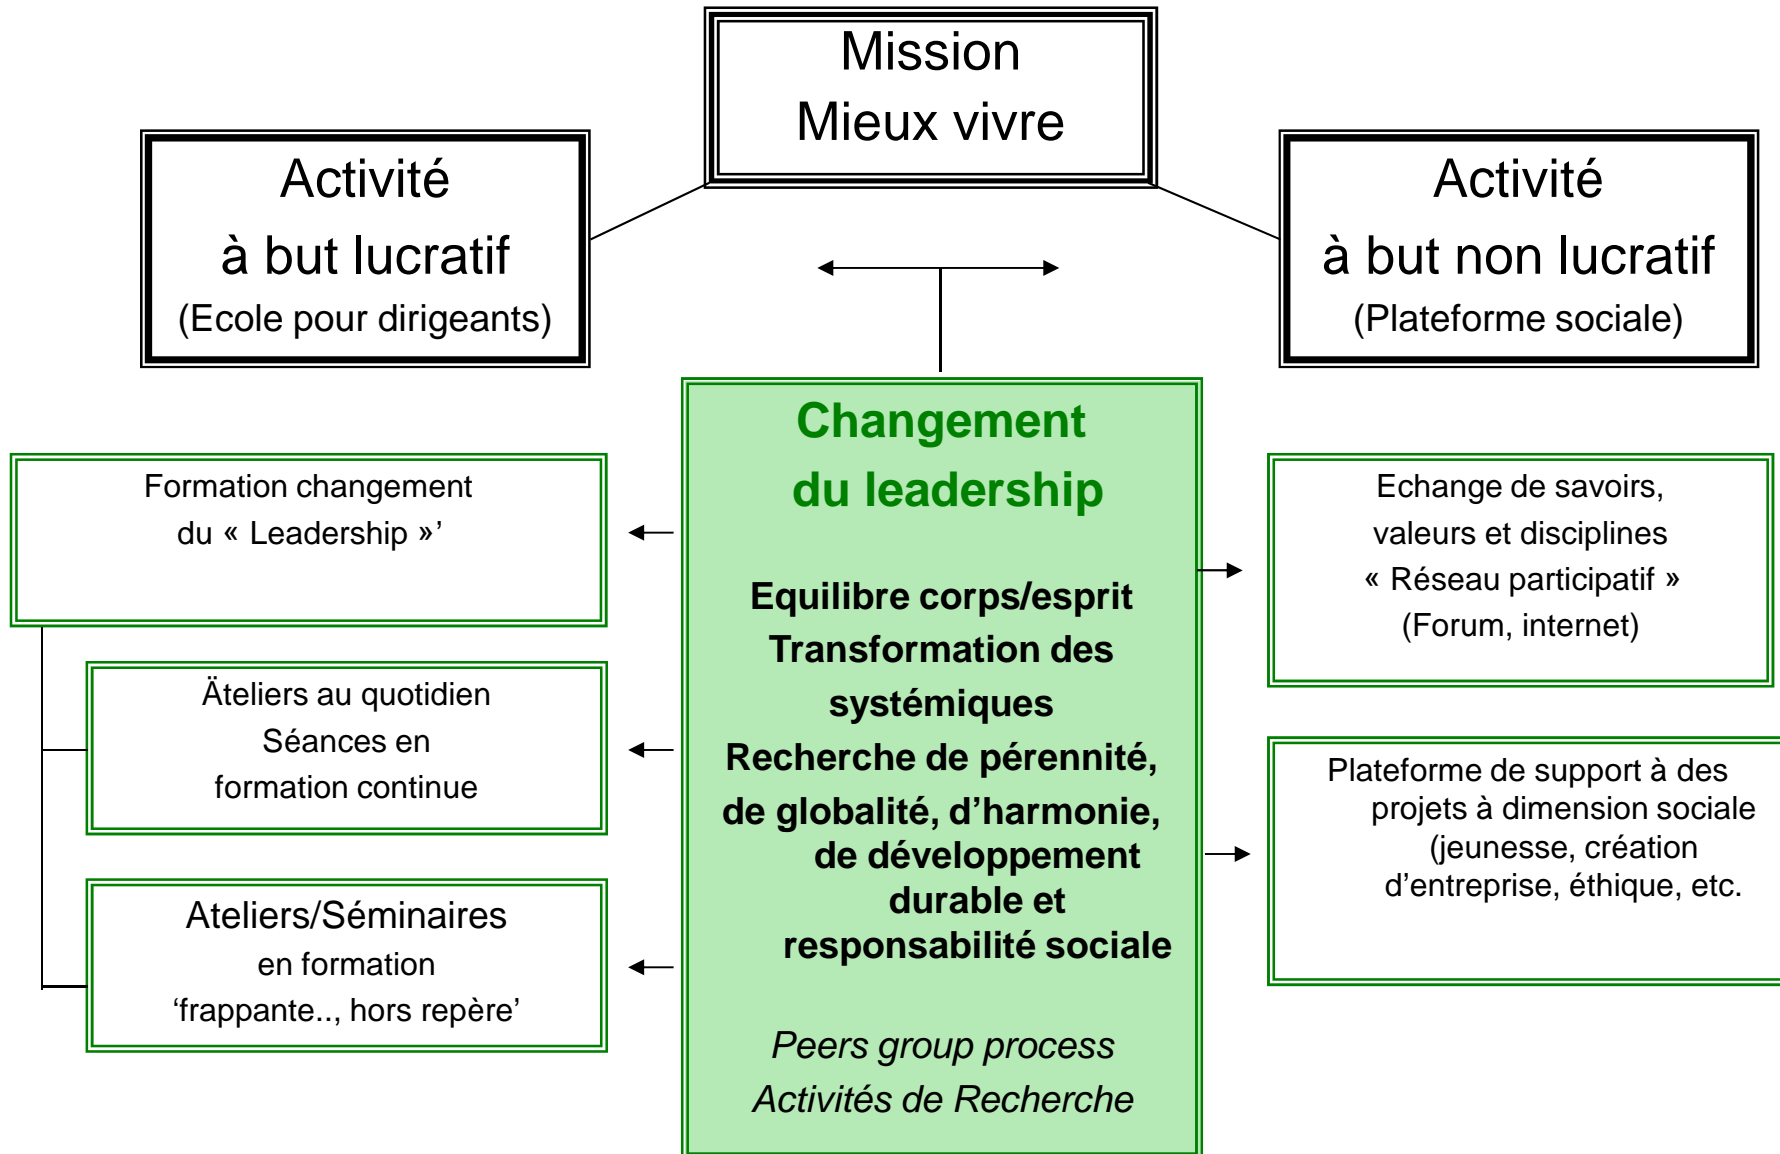 Mission
Mieux vivre
Activité
à but lucratif
(Ecole pour dirigeants)
Activité
à but non lucratif
(Plateforme sociale)
Changement
du leadership
Equilibre corps/esprit
Transformation des
systémiques
Recherche de pérennité,
de globalité, d’harmonie,
de développement
durable et
responsabilité sociale
Peers group process
Activités de Recherche
Formation changement
du « Leadership »’
Äteliers au quotidien
Séances en
formation continue
Ateliers/Séminaires
en formation
‘frappante.., hors repère’
Echange de savoirs,
valeurs et disciplines
« Réseau participatif »
(Forum, internet)
Plateforme de support à des
projets à dimension sociale
(jeunesse, création
d’entreprise, éthique, etc.